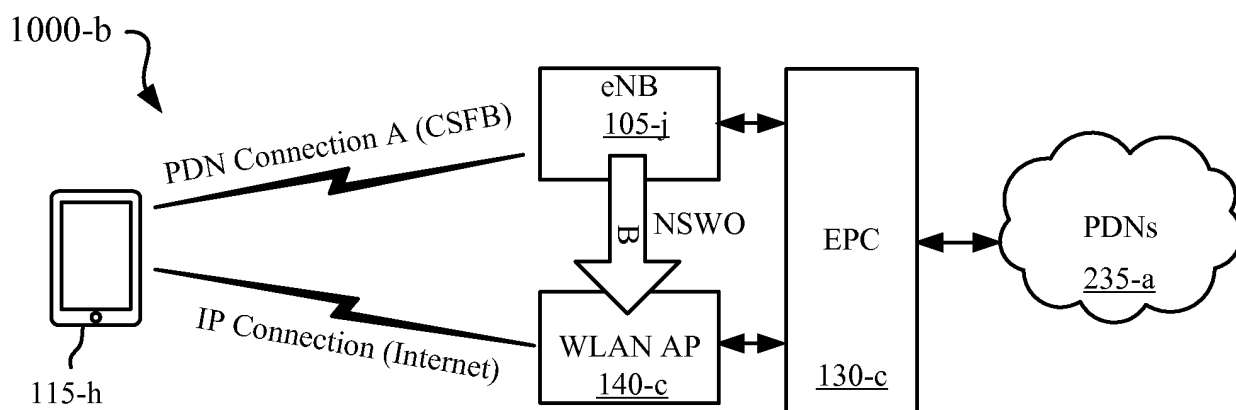 1000-b
PDN Connection A (CSFB)
IP Connection (Internet)
115-h
eNB
105-j
B
NSWO
WLAN AP
140-c
EPC
130-c
PDNs
235-a